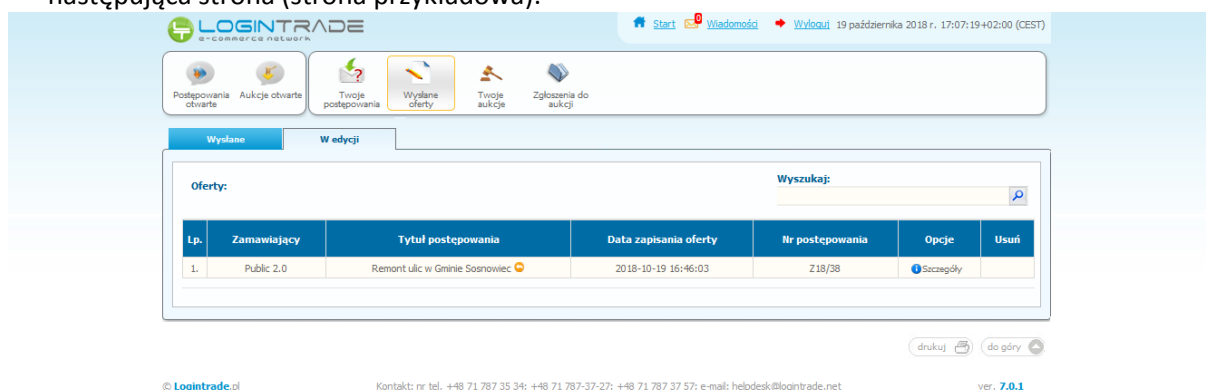 następująca strona (strona przykładowa):
LOGINTRADE
e-commerce network
Start 0 Wiadomości Wyloguj 19 października 2018 r. 17:07:19+02:00 (CEST)
Postępowania otwarte
Aukcje otwarte
Twoje postępowania
Wysłane oferty
Twoje aukcje
Zgłoszenia do aukcji
Wysłane W edycji
Wyszukaj:
Oferty:
Lp. Zamawiający Tytuł postępowania Data zapisania oferty Nr postępowania Opcje Usuń
1. Public 2.0 Remont ulic w Gminie Sosnowiec 2018-10-19 16:46:03 Z18/38 Szczegóły
drukuj do góry
© Logintrade.pl Kontakt: nr tel. +48 71 787 35 34; +48 71 787-37-27; +48 71 787 37 57; e-mail: helpdesk@logintrade.net ver. 7.0.1